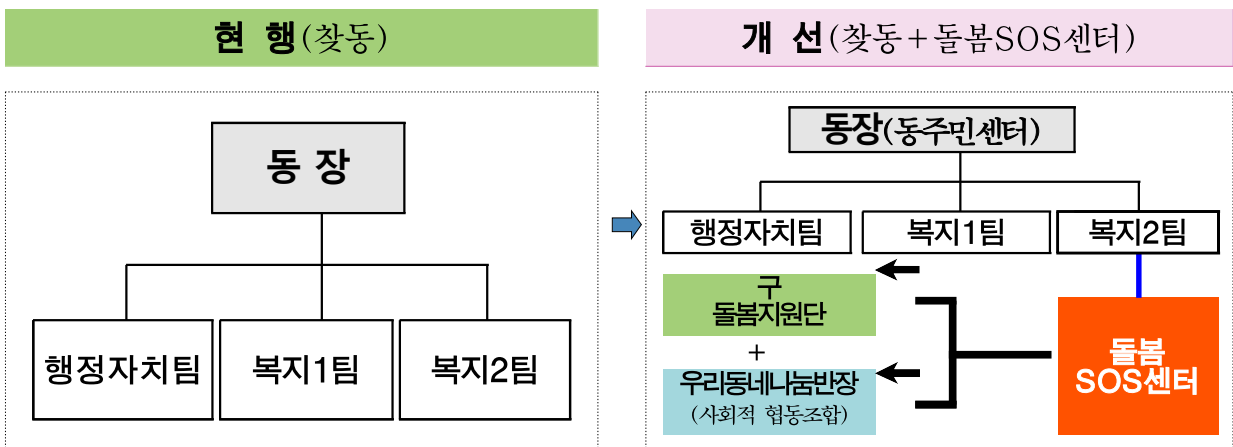 현 행(찾동)
동 장
행정자치팀
복지1팀
복지2팀
개 선(찾동+돌봄SOS센터)
동장(동주민센터)
행정자치팀
복지1팀
복지2팀
구
돌봄지원단
+
우리동네나눔반장
(사회적 협동조합)
돌봄
SOS센터